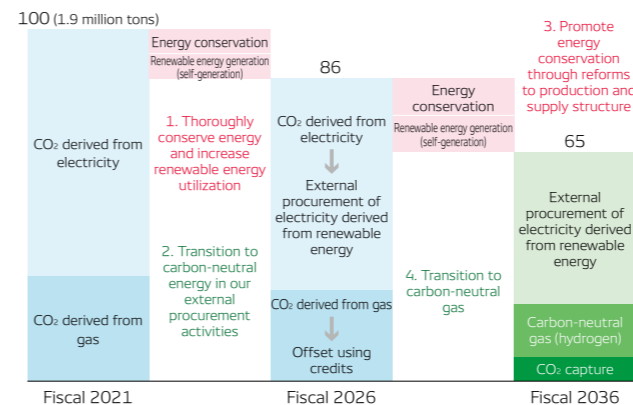 100 (1.9 million tons)
CO₂ derived from
electricity
CO₂ derived from
gas
Fiscal 2021
Energy conservation
Renewable energy generation
(self-generation)
1. Thoroughly
conserve energy
and increase
renewable energy
utilization
2. Transition to
carbon-neutral
energy in our
external
procurement
activities
86
CO₂ derived from
electricity
External
procurement of
electricity derived
from renewable
energy
CO₂ derived from gas
Offset using
credits
Fiscal 2026
Energy
conservation
Renewable energy generation
(self-generation)
4. Transition to
carbon-neutral
gas
3. Promote
energy
conservation
through reforms
to production and
supply structure
65
External
procurement of
electricity derived
from renewable
energy
Carbon-neutral
gas (hydrogen)
CO₂ capture
Fiscal 2036